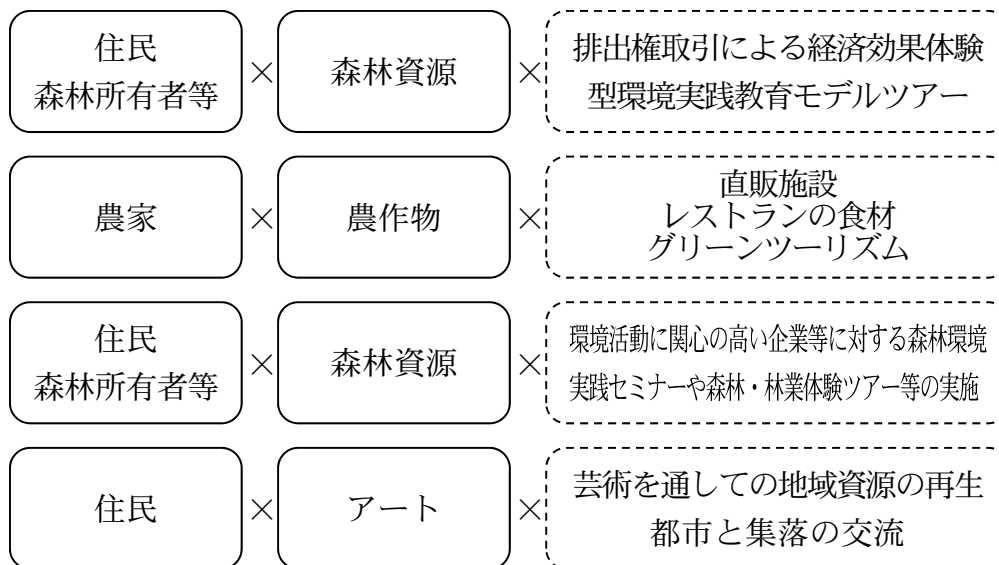 住民
森林所有者等
×
森林資源
×
排出権取引による経済効果体験
型環境実践教育モデルツアー
農家
×
農作物
×
直販施設
レストランの食材
グリーンツーリズム
住民
森林所有者等
×
森林資源
×
環境活動に関心の高い企業等に対する森林環境
実践セミナーや森林・林業体験ツアー等の実施
住民
×
アート
×
芸術を通しての地域資源の再生
都市と集落の交流